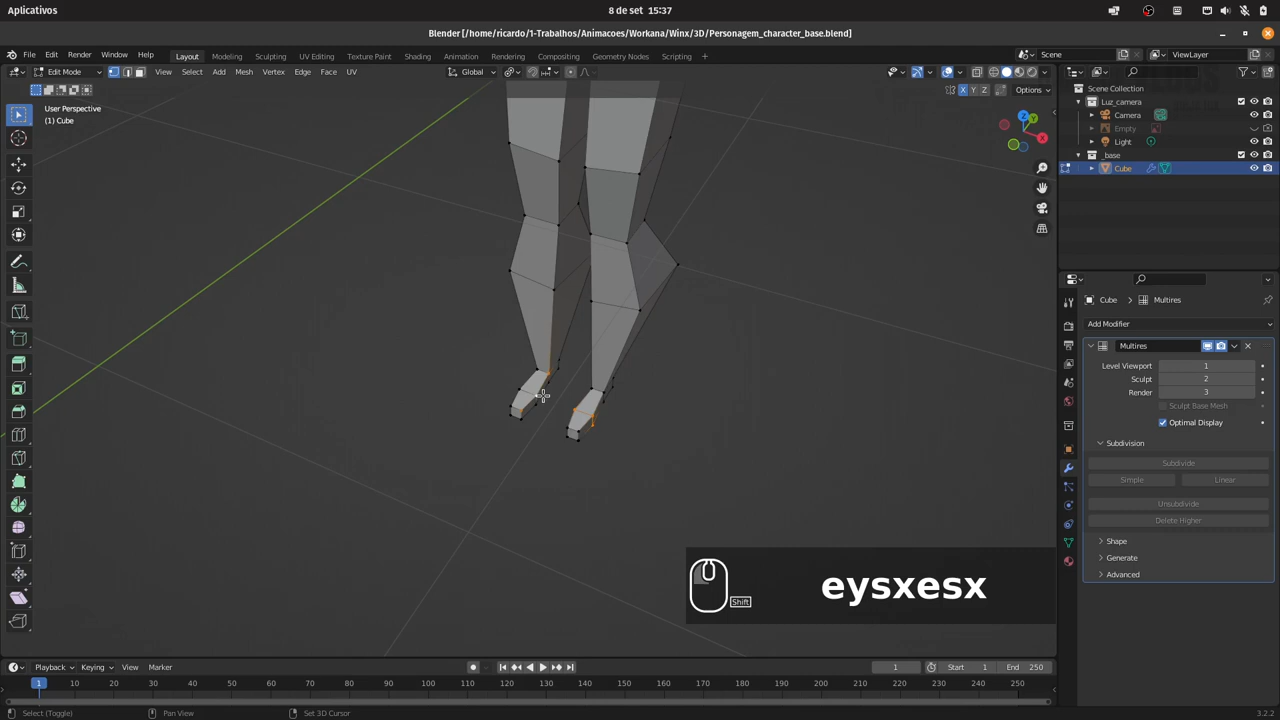 Aplicativos
8 de set  15:37
Blender [/home/ricardo/1-Trabalhos/Animacoes/Workana/Winx/3D/Personagem_character_base.blend]
File Edit Render Window Help Layout Modeling Sculpting UV Editing Texture Paint Shading Animation Rendering Compositing Geometry Nodes Scripting + Scene ViewLayer
Edit Mode View Select Add Mesh Vertex Edge Face UV Global
X Y Z Options
User Perspective
(1) Cube
Z
Y
X
Scene Collection
Luz_camera
Camera
Empty
Light
_base
Cube
Cube > Multires
Add Modifier
Multires
Level Viewport 1
Sculpt 2
Render 3
Sculpt Base Mesh
Optimal Display
Subdivision
Subdivide
Simple Linear
Unsubdivide
Delete Higher
Shape
Generate
Advanced
Shift
eysxesx
Playback Keying View Marker 1 Start 1 End 250
1 10 20 30 40 50 60 70 80 90 100 110 120 130 140 150 160 170 180 190 200 210 220 230 240 250
Select (Toggle) Pan View Set 3D Cursor 3.2.2